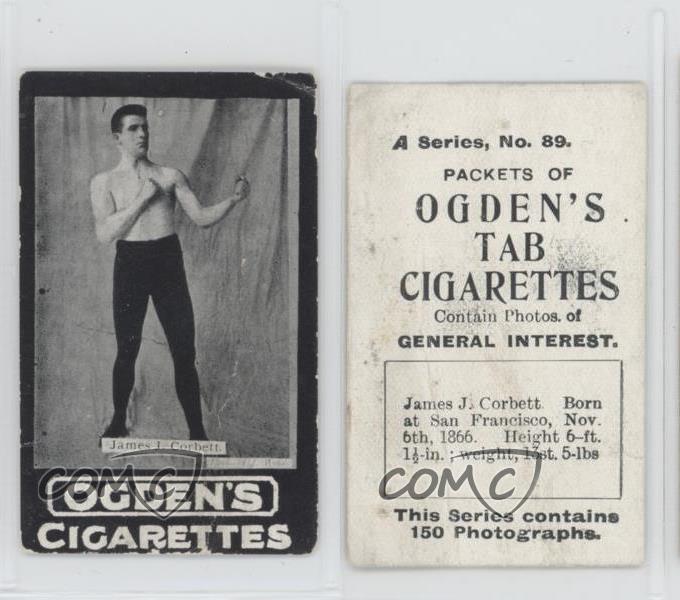 James J. Corbett.
OGDEN'S
CIGARETTES
COMC
A Series, No. 89.
PACKETS OF
OGDEN'S
TAB
CIGARETTES
Contain Photos. of
GENERAL INTEREST.
James J. Corbett. Born
at San Francisco, Nov.
6th, 1866. Height 6-ft.
1½-in. ; weight, 13st. 5-lbs
COMC
This Series contains
150 Photographs.